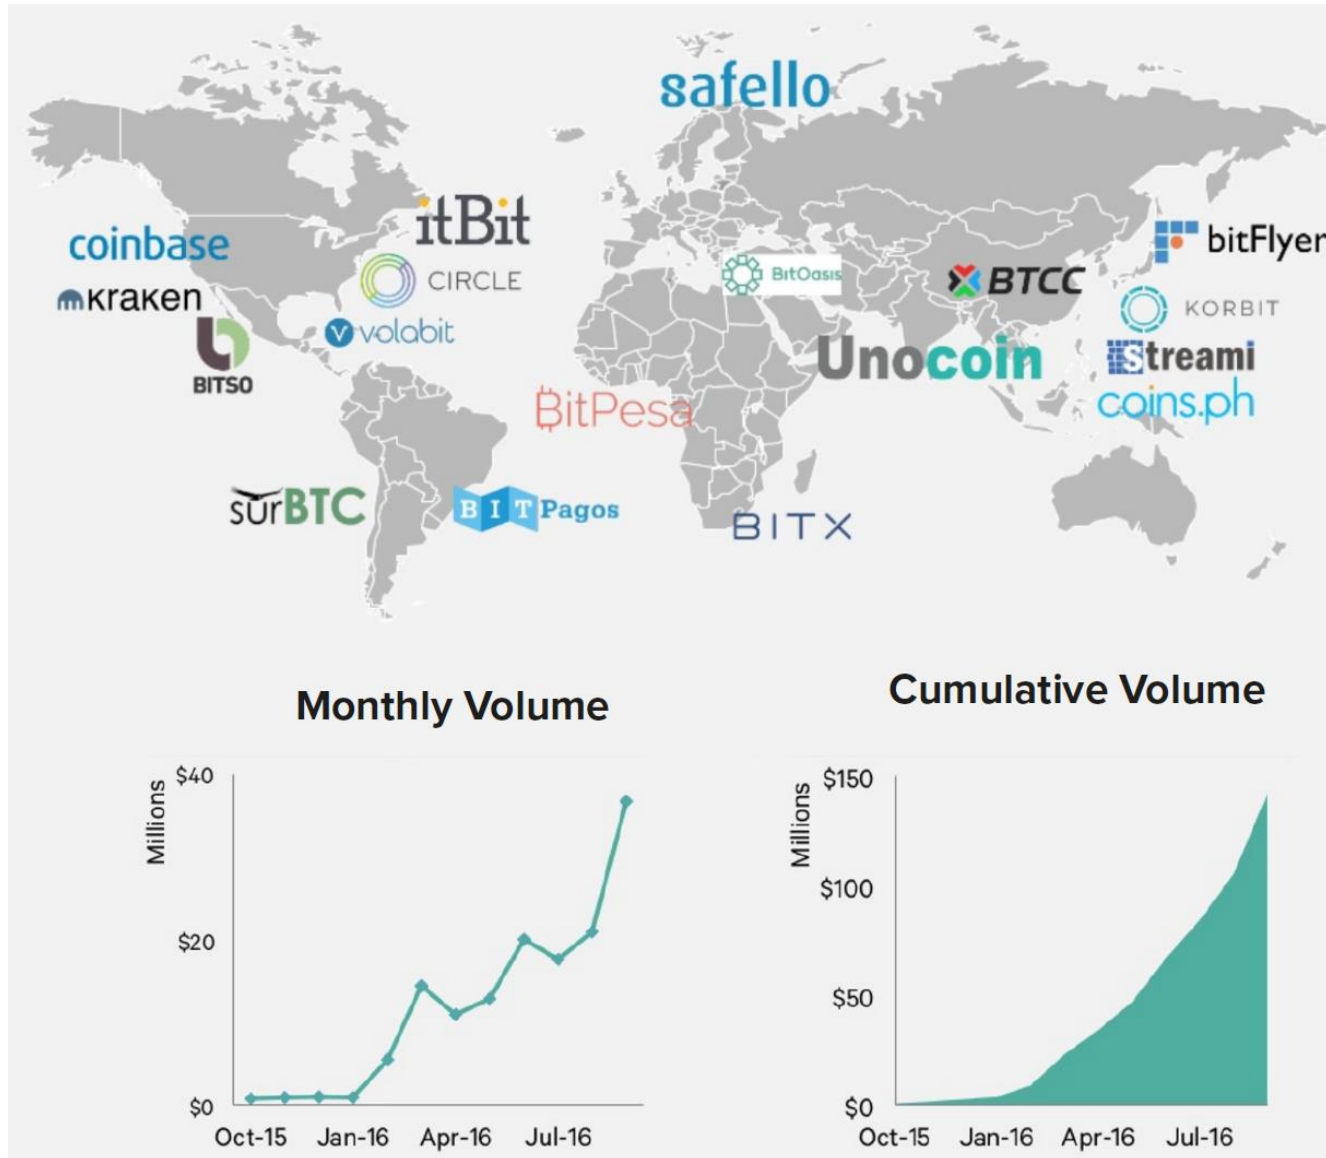 safello
itBit
coinbase
bitFlyer
BitOasis
BTCC
CIRCLE
kraken
KORBIT
volabit
Unocoin
Streami
BITSO
coins.ph
BitPesa
surBTC
BIT Pagos
BITX
Monthly Volume
Millions
$40
$20
$0
Oct-15 Jan-16 Apr-16 Jul-16
Cumulative Volume
Millions
$150
$100
$50
$0
Oct-15 Jan-16 Apr-16 Jul-16